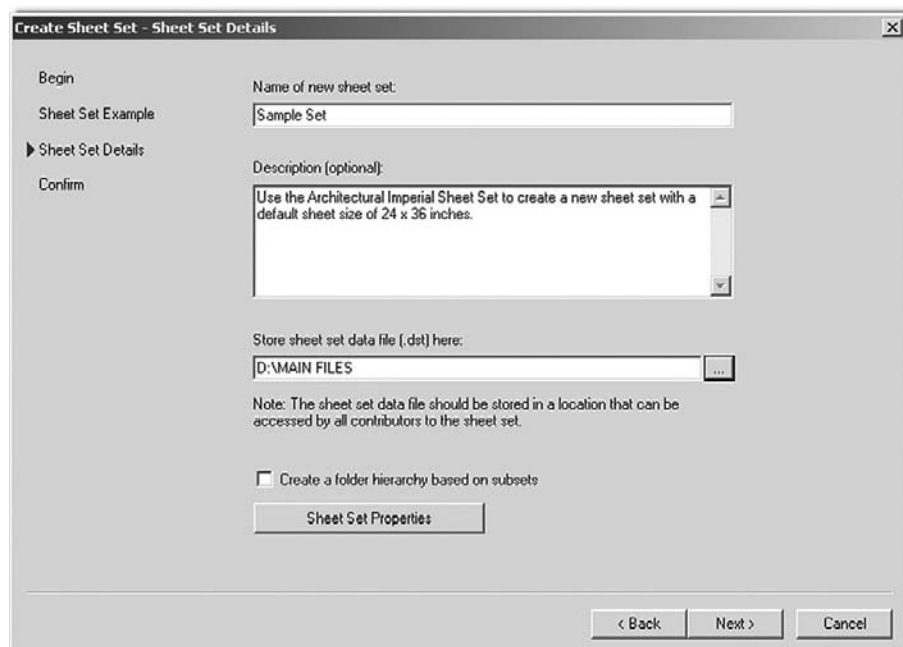 Create Sheet Set - Sheet Set Details
Begin
Sheet Set Example
Sheet Set Details
Confirm
Name of new sheet set:
Sample Set
Description (optional):
Use the Architectural Imperial Sheet Set to create a new sheet set with a
default sheet size of 24 x 36 inches.
Store sheet set data file (.dst) here:
D:\MAIN FILES
...
Note: The sheet set data file should be stored in a location that can be
accessed by all contributors to the sheet set.
Create a folder hierarchy based on subsets
Sheet Set Properties
< Back
Next >
Cancel